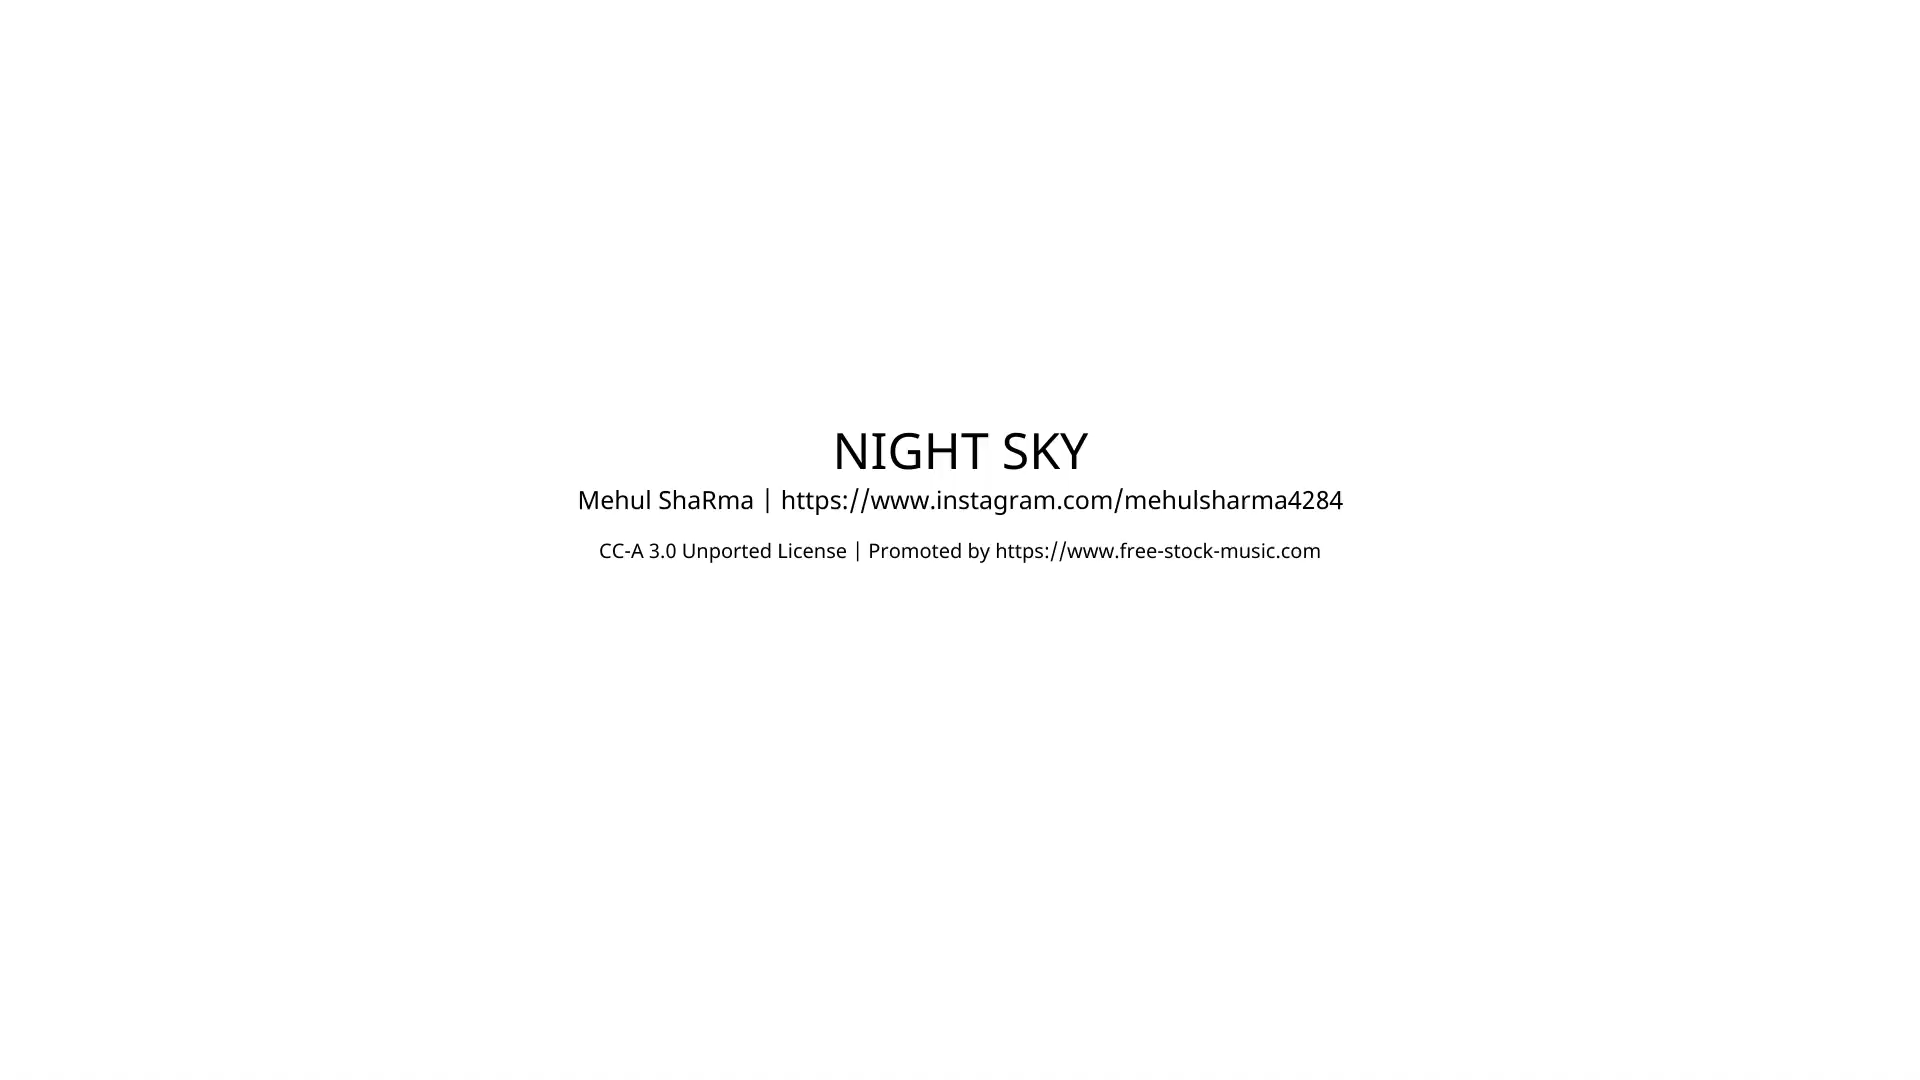 NIGHT SKY
Mehul ShaRma | https://www.instagram.com/mehulsharma4284
CC-A 3.0 Unported License | Promoted by https://www.free-stock-music.com